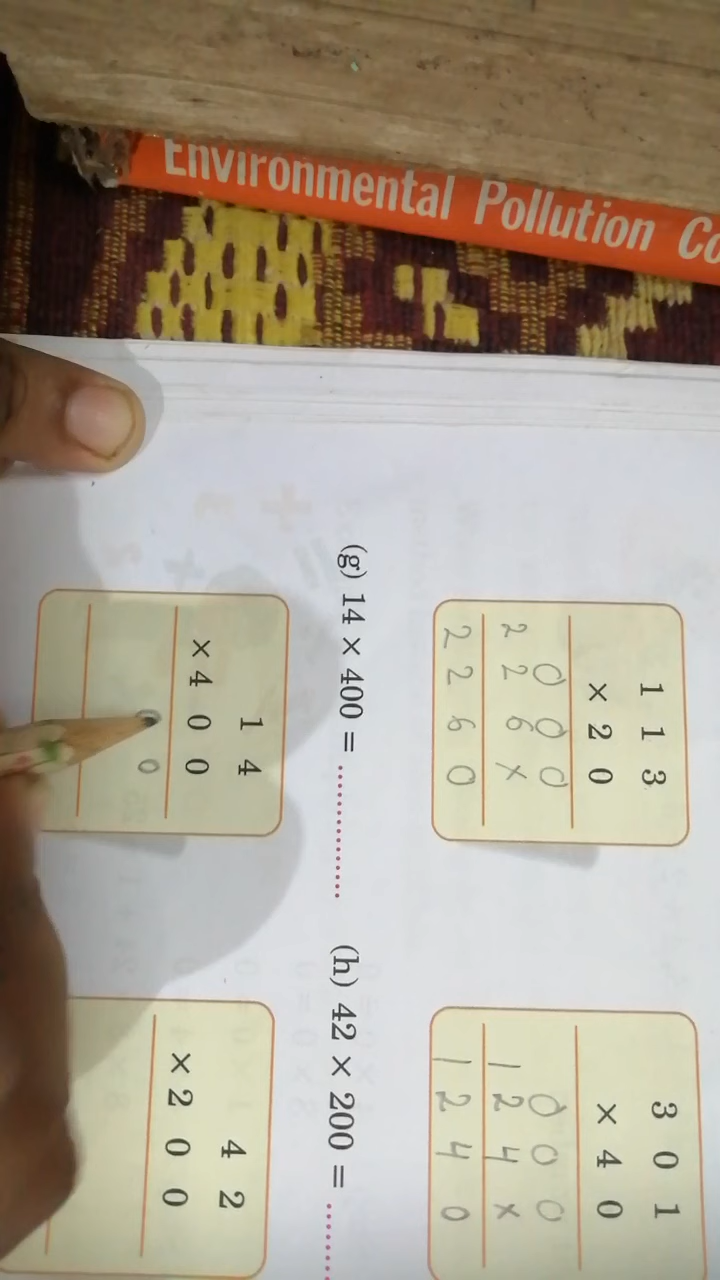 Environmental Pollution Co
1 1 3
× 2 0
0 0 0
2 2 6 ×
2 2 6 0
3 0 1
× 4 0
0 0 0
1 2 4 ×
1 2 4 0
(g) 14 × 400 = ...............
(h) 42 × 200 = ........
1 4
× 4 0 0
0 0
4 2
× 2 0 0